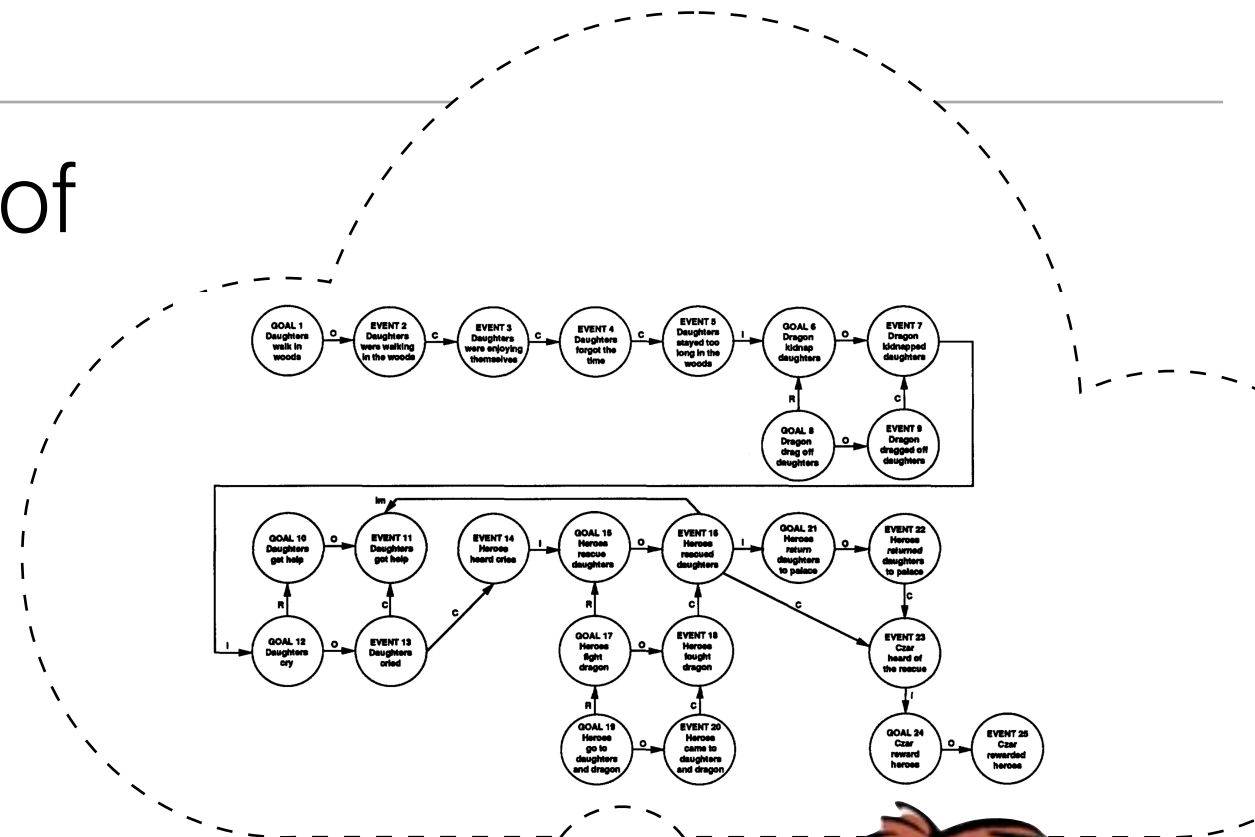 of
GOAL 1
Daughters
walk in
woods
O
EVENT 2
Daughters
were walking
in the woods
C
EVENT 3
Daughters
were enjoying
themselves
C
EVENT 4
Daughters
forgot the
time
C
EVENT 5
Daughters
stayed too
long in the
woods
I
GOAL 6
Dragon
kidnap
daughters
O
EVENT 7
Dragon
kidnapped
daughters
R
C
GOAL 8
Dragon
drag off
daughters
O
EVENT 9
Dragon
dragged off
daughters
Im
GOAL 10
Daughters
get help
O
EVENT 11
Daughters
got help
EVENT 14
Heroes
heard cries
I
GOAL 15
Heroes
rescue
daughters
O
EVENT 16
Heroes
rescued
daughters
I
GOAL 21
Heroes
return
daughters
to palace
O
EVENT 22
Heroes
returned
daughters
to palace
R
C
C
R
C
C
C
I
GOAL 12
Daughters
cry
O
EVENT 13
Daughters
cried
GOAL 17
Heroes
fight
dragon
O
EVENT 18
Heroes
fought
dragon
EVENT 23
Czar
heard of
the rescue
R
C
I
GOAL 19
Heroes
go to
daughters
and dragon
O
EVENT 20
Heroes
came to
daughters
and dragon
GOAL 24
Czar
reward
heroes
O
EVENT 25
Czar
rewarded
heroes